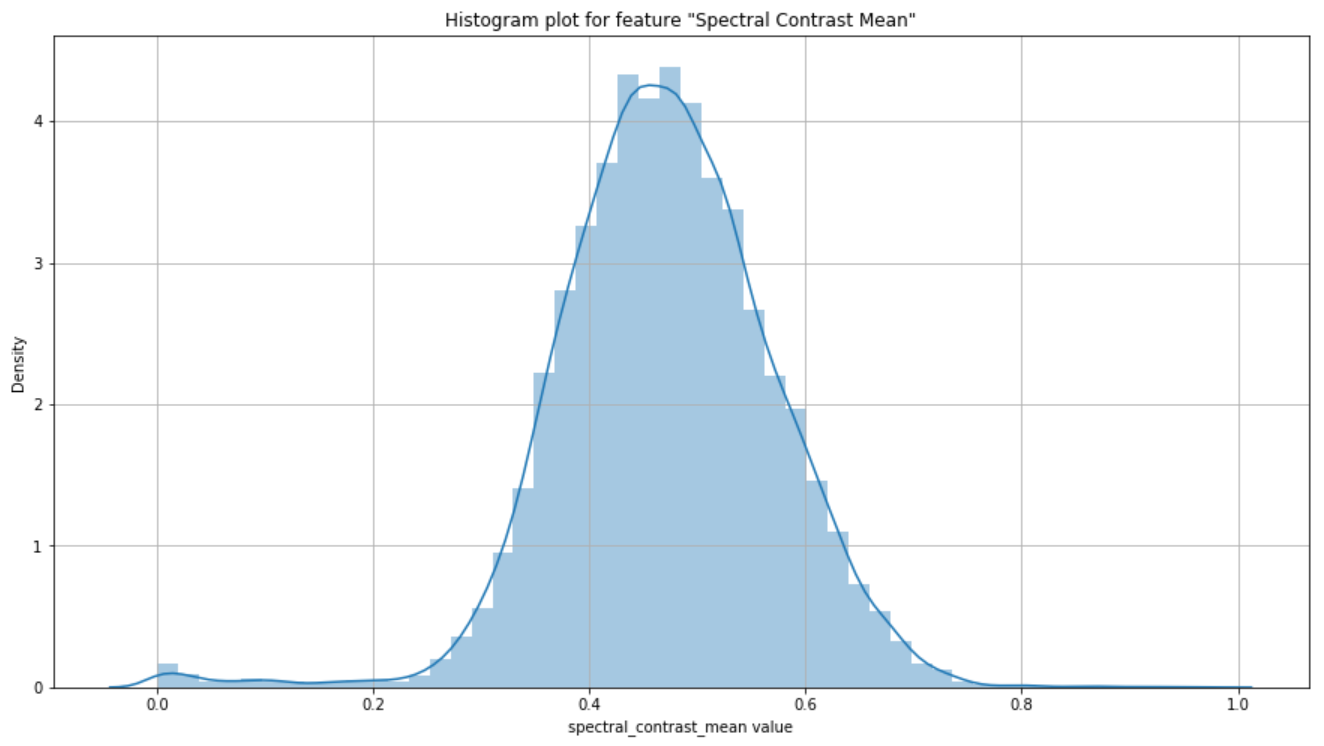 Histogram plot for feature "Spectral Contrast Mean"
Density
4
3
2
1
0
0.0 0.2 0.4 0.6 0.8 1.0
spectral_contrast_mean value